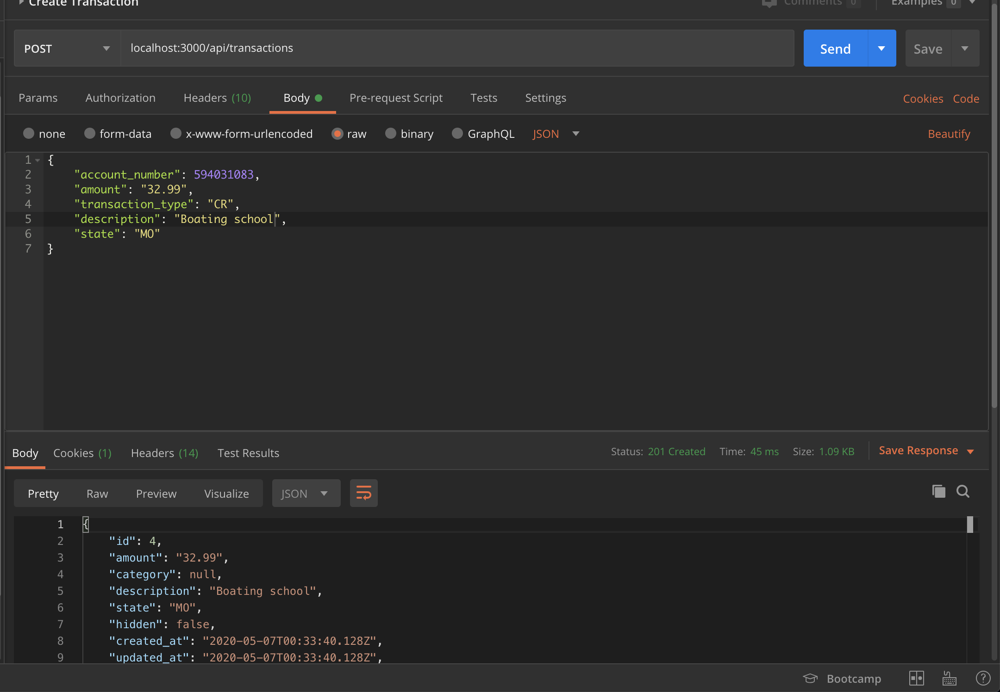 Create Transaction Comments 0 Examples 0
POST localhost:3000/api/transactions Send Save
Params Authorization Headers (10) Body Pre-request Script Tests Settings Cookies Code
none form-data x-www-form-urlencoded raw binary GraphQL JSON Beautify
1 {
2 "account_number": 594031083,
3 "amount": "32.99",
4 "transaction_type": "CR",
5 "description": "Boating school",
6 "state": "MO"
7 }
Body Cookies (1) Headers (14) Test Results Status: 201 Created Time: 45 ms Size: 1.09 KB Save Response
Pretty Raw Preview Visualize JSON
1 {
2 "id": 4,
3 "amount": "32.99",
4 "category": null,
5 "description": "Boating school",
6 "state": "MO",
7 "hidden": false,
8 "created_at": "2020-05-07T00:33:40.128Z",
9 "updated_at": "2020-05-07T00:33:40.128Z",
Bootcamp ?